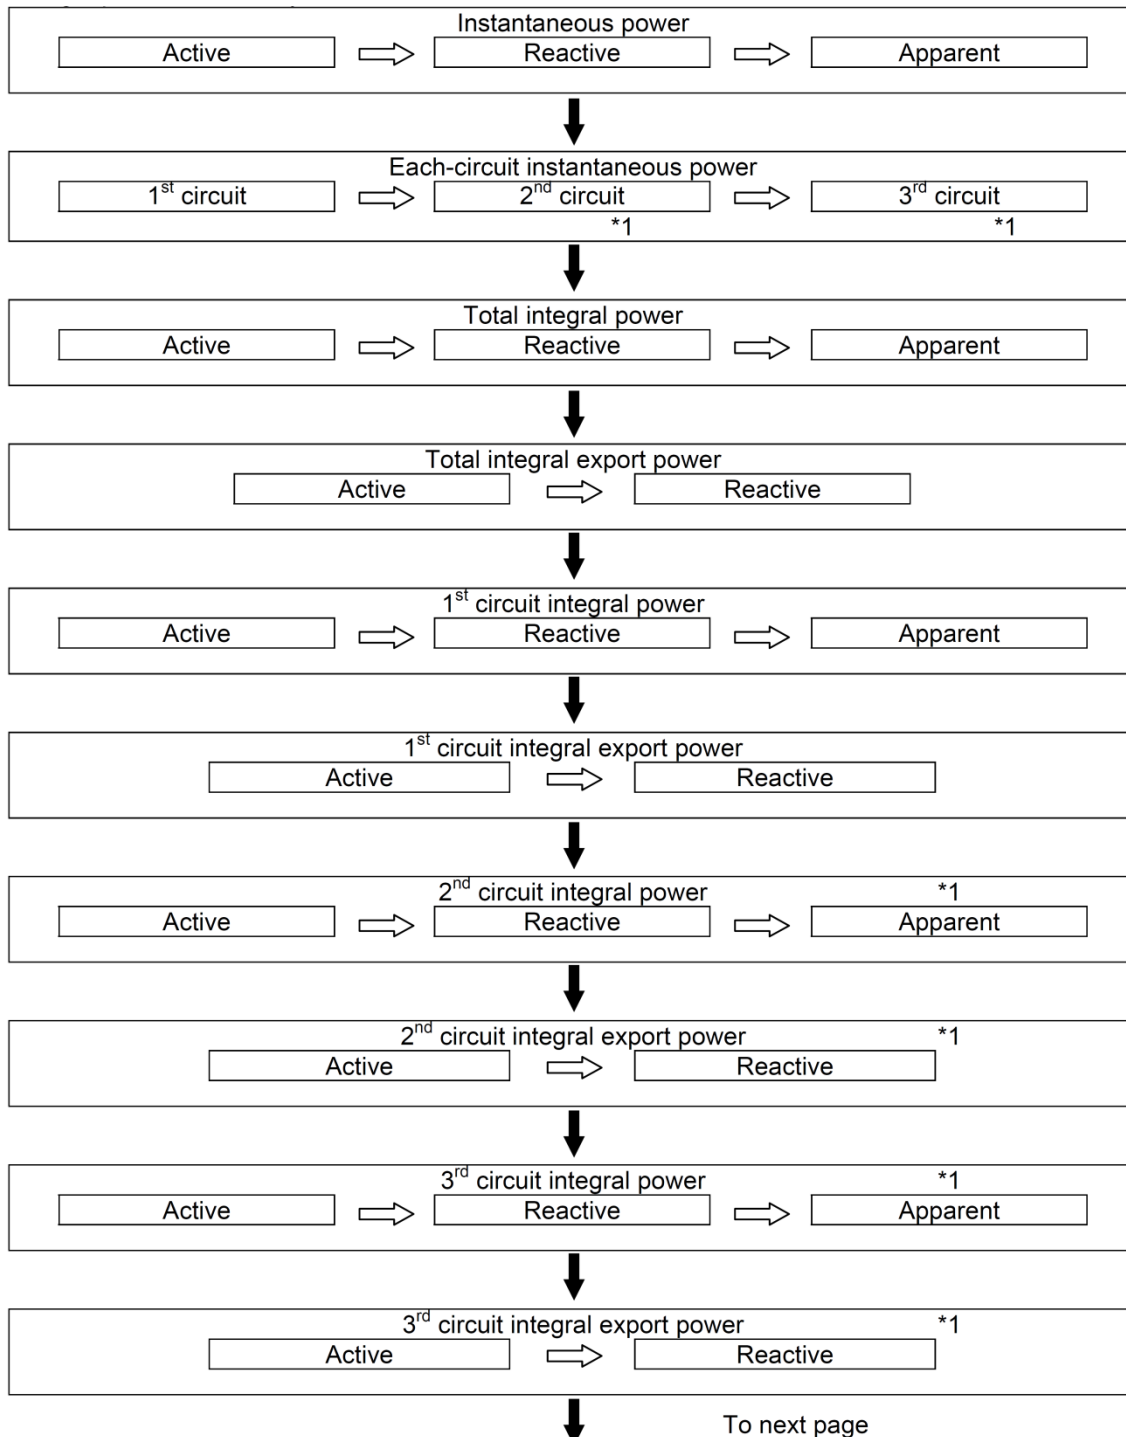 Instantaneous power
Active Reactive Apparent
Each-circuit instantaneous power
1st circuit 2nd circuit 3rd circuit
*1 *1
Total integral power
Active Reactive Apparent
Total integral export power
Active Reactive
1st circuit integral power
Active Reactive Apparent
1st circuit integral export power
Active Reactive
2nd circuit integral power *1
Active Reactive Apparent
2nd circuit integral export power *1
Active Reactive
3rd circuit integral power *1
Active Reactive Apparent
3rd circuit integral export power *1
Active Reactive
To next page